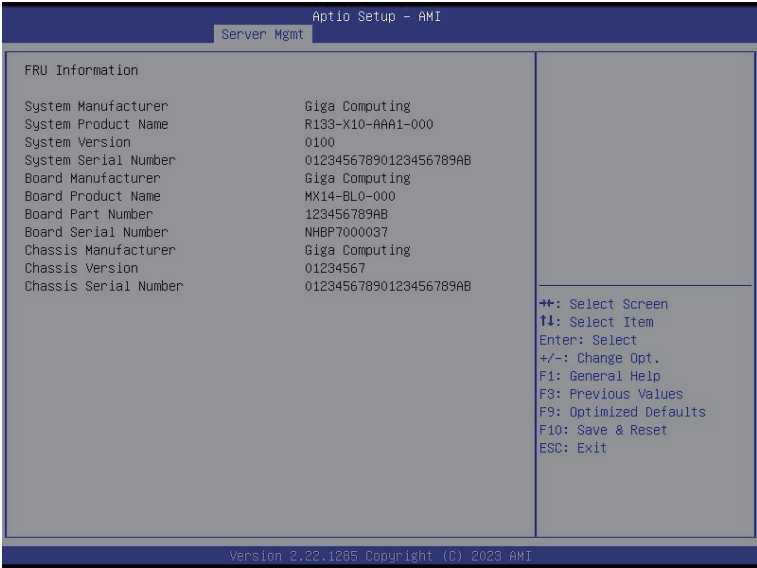 Aptio Setup – AMI
Server Mgmt
FRU Information
System Manufacturer Giga Computing
System Product Name R133-X10-AAA1-000
System Version 0100
System Serial Number 01234567890123456789AB
Board Manufacturer Giga Computing
Board Product Name MX14-BL0-000
Board Part Number 123456789AB
Board Serial Number NHBP7000037
Chassis Manufacturer Giga Computing
Chassis Version 01234567
Chassis Serial Number 01234567890123456789AB
→←: Select Screen
↑↓: Select Item
Enter: Select
+/-: Change Opt.
F1: General Help
F3: Previous Values
F9: Optimized Defaults
F10: Save & Reset
ESC: Exit
Version 2.22.1285 Copyright (C) 2023 AMI